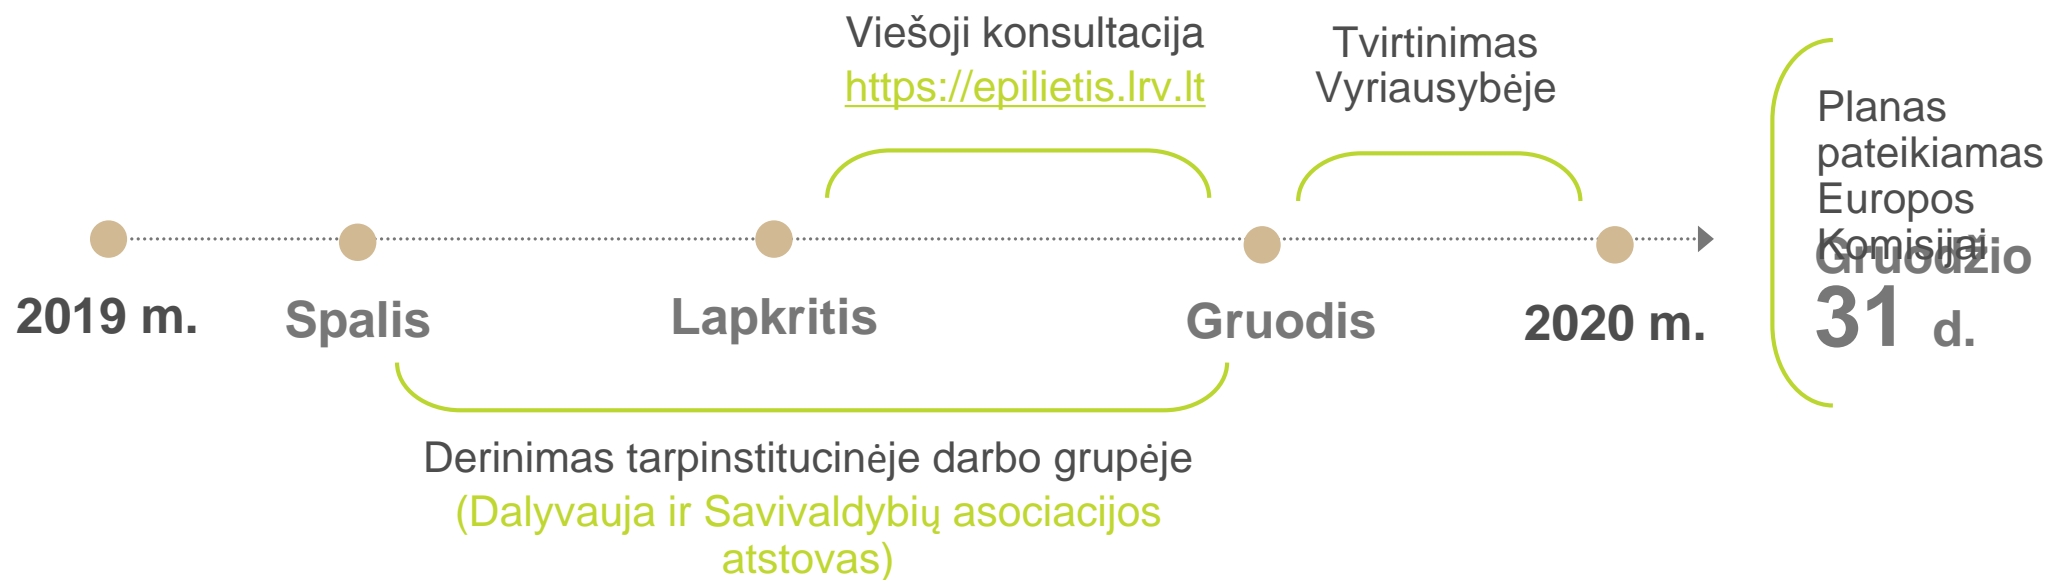 Viešoji konsultacija
https://epilietis.lrv.lt
Tvirtinimas
Vyriausybėje
Planas
pateikiamas
Europos
Komisijai
Gruodžio
31 d.
2019 m.
Spalis
Lapkritis
Gruodis
2020 m.
Derinimas tarpinstitucinėje darbo grupėje
(Dalyvauja ir Savivaldybių asociacijos
atstovas)